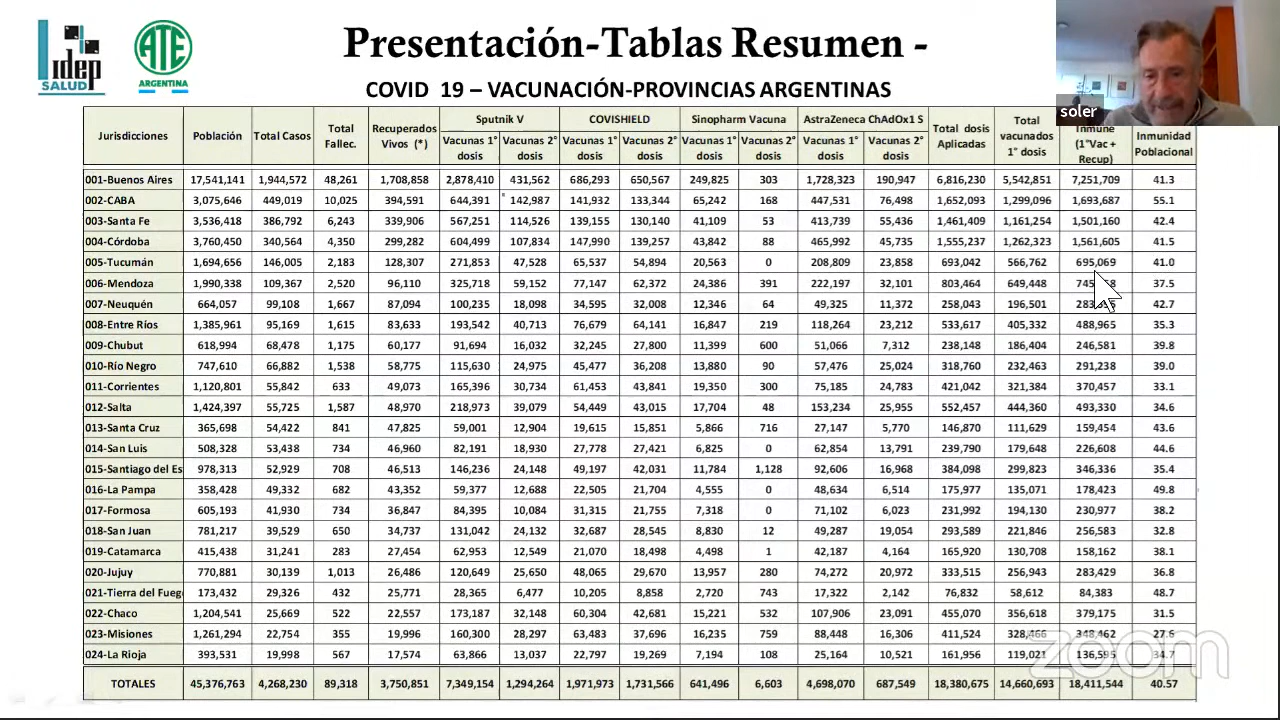 idep
SALUD
ATE
ARGENTINA
Presentación-Tablas Resumen -
COVID 19 – VACUNACIÓN-PROVINCIAS ARGENTINAS
soler
Jurisdicciones Población Total Casos Total Fallec. Recuperados Vivos (*) Sputnik V COVISHIELD Sinopharm Vacuna AstraZeneca ChAdOx1 S Total dosis Aplicadas Total vacunados 1° dosis Inmune (1°Vac + Recup) Inmunidad Poblacional
Vacunas 1° dosis Vacunas 2° dosis Vacunas 1° dosis Vacunas 2° dosis Vacunas 1° dosis Vacunas 2° dosis Vacunas 1° dosis Vacunas 2° dosis
001-Buenos Aires 17,541,141 1,944,572 48,261 1,708,858 2,878,410 431,562 686,293 650,567 249,825 303 1,728,323 190,947 6,816,230 5,542,851 7,251,709 41.3
002-CABA 3,075,646 449,019 10,025 394,591 644,391 142,987 141,932 133,344 65,242 168 447,531 76,498 1,652,093 1,299,096 1,693,687 55.1
003-Santa Fe 3,536,418 386,792 6,243 339,906 567,251 114,526 139,155 130,140 41,109 53 413,739 55,436 1,461,409 1,161,254 1,501,160 42.4
004-Córdoba 3,760,450 340,564 4,350 299,282 604,499 107,834 147,990 139,257 43,842 88 465,992 45,735 1,555,237 1,262,323 1,561,605 41.5
005-Tucumán 1,694,656 146,005 2,183 128,307 271,853 47,528 65,537 54,894 20,563 0 208,809 23,858 693,042 566,762 695,069 41.0
006-Mendoza 1,990,338 109,367 2,520 96,110 325,718 59,152 77,147 62,372 24,386 391 222,197 32,101 803,464 649,448 37.5
007-Neuquén 664,057 99,108 1,667 87,094 100,235 18,098 34,595 32,008 12,346 64 49,325 11,372 258,043 196,501 42.7
008-Entre Ríos 1,385,961 95,169 1,615 83,633 193,542 40,713 76,679 64,141 16,847 219 118,264 23,212 533,617 405,332 488,965 35.3
009-Chubut 618,994 68,478 1,175 60,177 91,694 16,032 32,245 27,800 11,399 600 51,066 7,312 238,148 186,404 246,581 39.8
010-Río Negro 747,610 66,882 1,538 58,775 115,630 24,975 45,477 36,208 13,880 90 57,476 25,024 318,760 232,463 291,238 39.0
011-Corrientes 1,120,801 55,842 633 49,073 165,396 30,734 61,453 43,841 19,350 300 75,185 24,783 421,042 321,384 370,457 33.1
012-Salta 1,424,397 55,725 1,587 48,970 218,973 39,079 54,449 43,015 17,704 48 153,234 25,955 552,457 444,360 493,330 34.6
013-Santa Cruz 365,698 54,422 841 47,825 59,001 12,904 19,615 15,851 5,866 716 27,147 5,770 146,870 111,629 159,454 43.6
014-San Luis 508,328 53,438 734 46,960 82,191 18,930 27,778 27,421 6,825 0 62,854 13,791 239,790 179,648 226,608 44.6
015-Santiago del Es 978,313 52,929 708 46,513 146,236 24,148 49,197 42,031 11,784 1,128 92,606 16,968 384,098 299,823 346,336 35.4
016-La Pampa 358,428 49,332 682 43,352 59,377 12,688 22,505 21,704 4,555 0 48,634 6,514 175,977 135,071 178,423 49.8
017-Formosa 605,193 41,930 734 36,847 84,395 10,084 31,315 21,755 7,318 0 71,102 6,023 231,992 194,130 230,977 38.2
018-San Juan 781,217 39,529 650 34,737 131,042 24,132 32,687 28,545 8,830 12 49,287 19,054 293,589 221,846 256,583 32.8
019-Catamarca 415,438 31,241 283 27,454 62,953 12,549 21,070 18,498 4,498 1 42,187 4,164 165,920 130,708 158,162 38.1
020-Jujuy 770,881 30,139 1,013 26,486 120,649 25,650 48,065 29,670 13,957 280 74,272 20,972 333,515 256,943 283,429 36.8
021-Tierra del Fueg 173,432 29,326 432 25,771 28,365 6,477 10,205 8,858 2,720 743 17,322 2,142 76,832 58,612 84,383 48.7
022-Chaco 1,204,541 25,669 522 22,557 173,187 32,148 60,304 42,681 15,221 532 107,906 23,091 455,070 356,618 379,175 31.5
023-Misiones 1,261,294 22,754 355 19,996 160,300 28,297 63,483 37,696 16,235 759 88,448 16,306 411,524 328,466 348,462 27.6
024-La Rioja 393,531 19,998 567 17,574 63,866 13,037 22,797 19,269 7,194 108 25,164 10,521 161,956 119,021 136,595 34.7
TOTALES 45,376,763 4,268,230 89,318 3,750,851 7,349,154 1,294,264 1,971,973 1,731,566 641,496 6,603 4,698,070 687,549 18,380,675 14,660,693 18,411,544 40.57
zoom